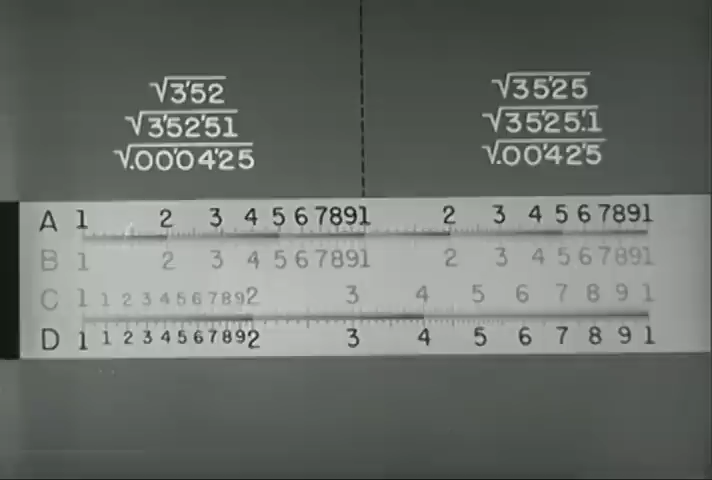 √3'52
√3'52'51
√.00'04'25
√35'25
√35'25.'1
√.00'42'5
A 1 2 3 4 5 6 7 8 9 1 2 3 4 5 6 7 8 9 1
B 1 2 3 4 5 6 7 8 9 1 2 3 4 5 6 7 8 9 1
C 1 1 2 3 4 5 6 7 8 9 2 3 4 5 6 7 8 9 1
D 1 1 2 3 4 5 6 7 8 9 2 3 4 5 6 7 8 9 1